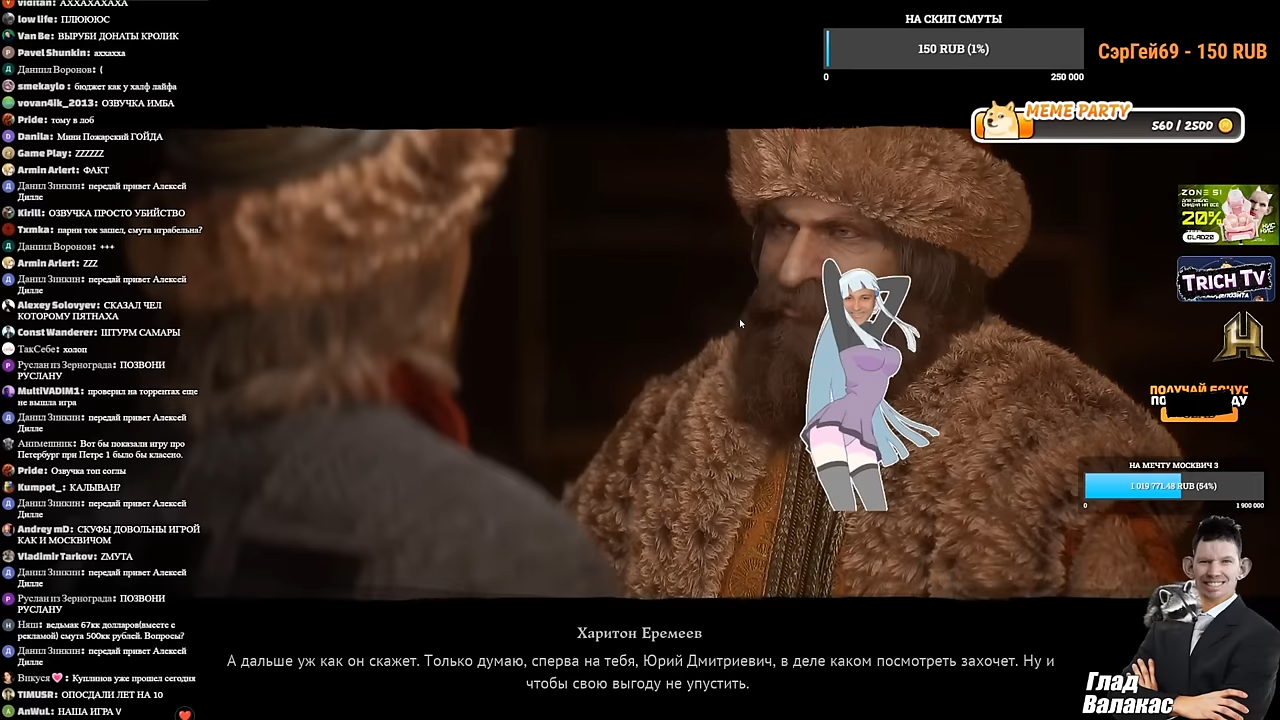 viditan: АХХАХАХАХА
low life: ПЛЮЮЮС
Van Be: ВЫРУБИ ДОНАТЫ КРОЛИК
Pavel Shunkin: аххахха
Даниил Воронов: (
smekaylo: бюджет как у халф лайфа
vovan4ik_2013: ОЗВУЧКА ИМБА
Pride: тому в лоб
Danila: Мини Пожарский ГОЙДА
Game Play: ZZZZZZ
Armin Arlert: ФАКТ
Данил Зинкин: передай привет Алексей
Дилле
Kirill: ОЗВУЧКА ПРОСТО УБИЙСТВО
Txmka: парни ток зашел, смута играбельна?
Даниил Воронов: +++
Armin Arlert: ZZZ
Данил Зинкин: передай привет Алексей
Дилле
Alexey Solovyev: СКАЗАЛ ЧЕЛ
КОТОРОМУ ПЯТНАХА
Const Wanderer: ШТУРМ САМАРЫ
ТакСебе: холоп
Руслан из Зернограда: ПОЗВОНИ
РУСЛАНУ
MultiVADIM1: проверил на торрентах еще
не вышла игра
Данил Зинкин: передай привет Алексей
Дилле
Анимешник: Вот бы показали игру про
Петербург при Петре 1 было бы классно.
Pride: Озвучка топ соглы
Kumpot_: КАЛЫВАН?
Данил Зинкин: передай привет Алексей
Дилле
Andrey mD: СКУФЫ ДОВОЛЬНЫ ИГРОЙ
КАК И МОСКВИЧОМ
Vladimir Tarkov: ZМУТА
Данил Зинкин: передай привет Алексей
Дилле
Руслан из Зернограда: ПОЗВОНИ
РУСЛАНУ
Няш: ведьмак 67кк долларов(вместе с
рекламой) смута 500кк рублей. Вопросы?
Данил Зинкин: передай привет Алексей
Дилле
Викуся💗: Куплинов уже прошел сегодня
TIMUSR: ОПОСДАЛИ ЛЕТ НА 10
AnWuL: НАША ИГРА V
НА СКИП СМУТЫ
150 RUB (1%)
0 250 000
СэрГей69 - 150 RUB
MEME PARTY
560 / 2500
ZONE 51
20%
GLADZE
TRICH TV
ПОЛУЧАЙ БОНУС
НА МЕЧТУ МОСКВИЧ 3
1 019 771.48 RUB (54%)
0 1 900 000
Глад
Валакас
Харитон Еремеев
А дальше уж как он скажет. Только думаю, сперва на тебя, Юрий Дмитриевич, в деле каком посмотреть захочет. Ну и
чтобы свою выгоду не упустить.